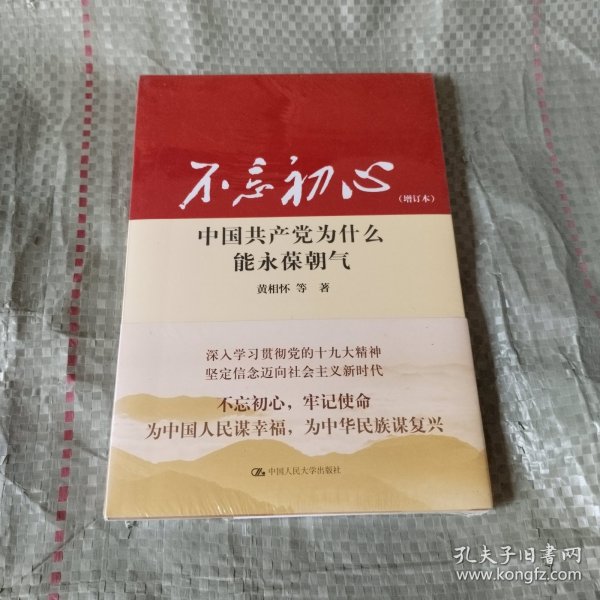 不忘初心
（增订本）
中国共产党为什么
能永葆朝气
黄相怀 等 著
深入学习贯彻党的十九大精神
坚定信念迈向社会主义新时代
不忘初心，牢记使命
为中国人民谋幸福，为中华民族谋复兴
中国人民大学出版社
孔夫子旧书网
www.kongfz.com